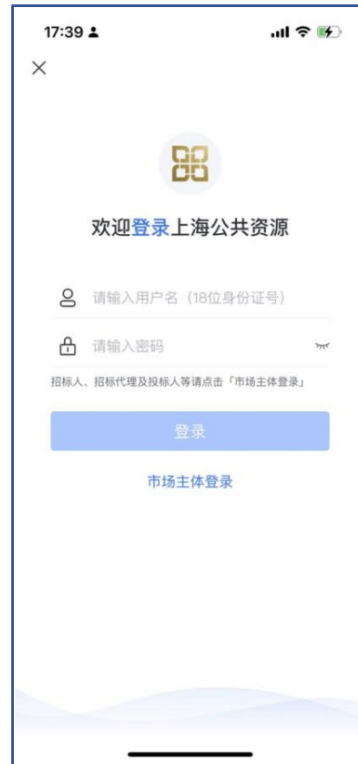 17:39
欢迎登录上海公共资源
请输入用户名（18位身份证号）
请输入密码
招标人、招标代理及投标人等请点击「市场主体登录」
登录
市场主体登录